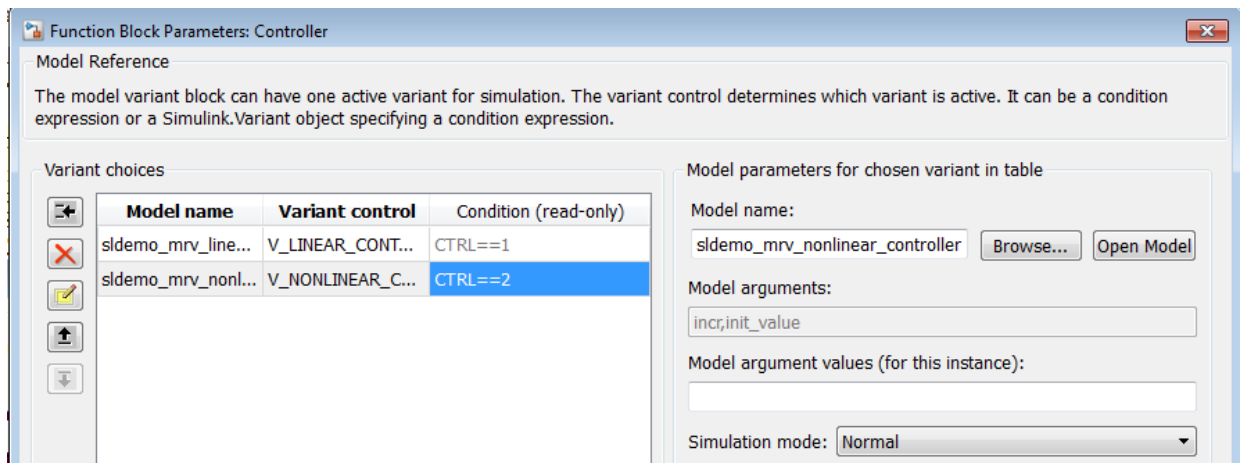 Function Block Parameters: Controller
Model Reference
The model variant block can have one active variant for simulation. The variant control determines which variant is active. It can be a condition
expression or a Simulink.Variant object specifying a condition expression.
Variant choices
Model name Variant control Condition (read-only)
sldemo_mrv_line... V_LINEAR_CONT... CTRL==1
sldemo_mrv_nonl... V_NONLINEAR_C... CTRL==2
Model parameters for chosen variant in table
Model name:
sldemo_mrv_nonlinear_controller Browse... Open Model
Model arguments:
incr,init_value
Model argument values (for this instance):
Simulation mode: Normal